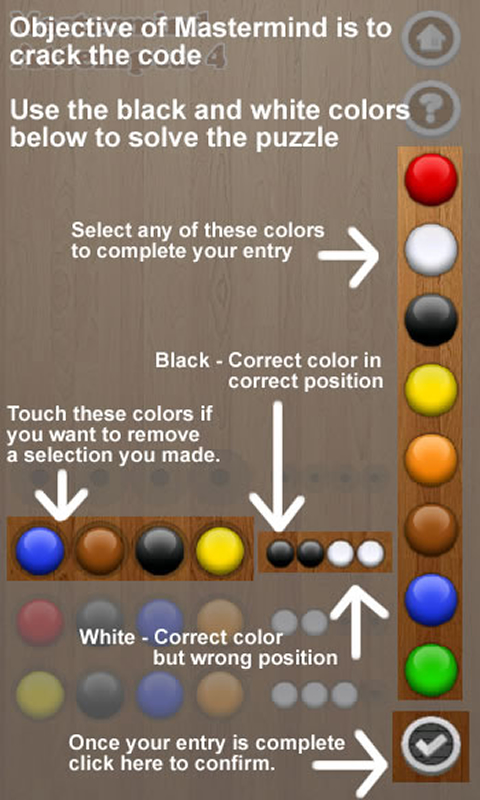 Objective of Mastermind is to
crack the code
Use the black and white colors
below to solve the puzzle
Select any of these colors
to complete your entry
Black - Correct color in
correct position
Touch these colors if
you want to remove
a selection you made.
White - Correct color
but wrong position
Once your entry is complete
click here to confirm.